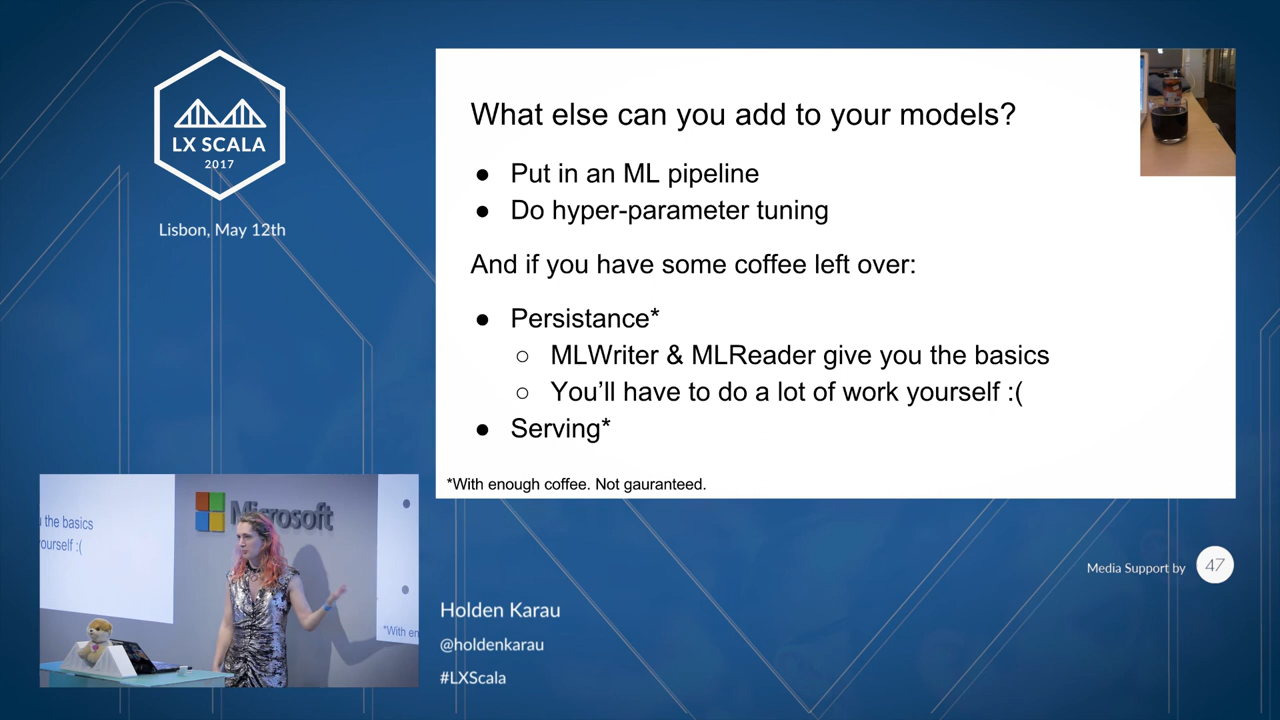 LX SCALA
2017
Lisbon, May 12th
What else can you add to your models?
● Put in an ML pipeline
● Do hyper-parameter tuning
And if you have some coffee left over:
● Persistance*
○ MLWriter & MLReader give you the basics
○ You'll have to do a lot of work yourself :(
● Serving*
*With enough coffee. Not gauranteed.
the basics
ourself :(
Microsoft
*With en
Media Support by 47
Holden Karau
@holdenkarau
#LXScala